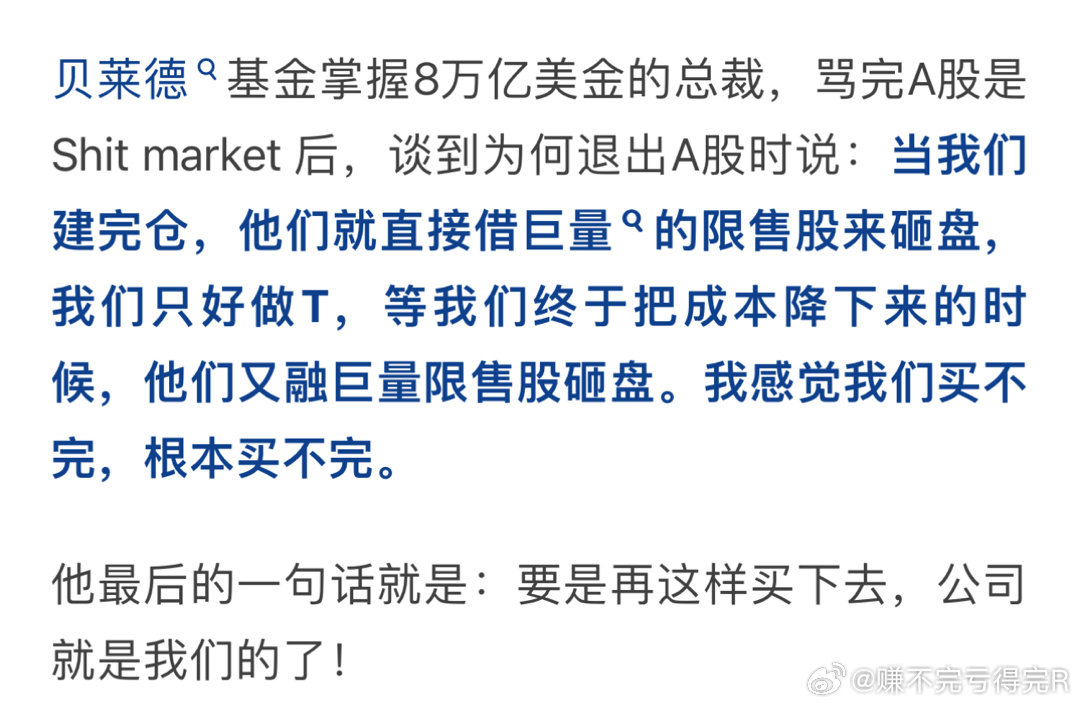 贝莱德基金掌握8万亿美金的总裁，骂完A股是
Shit market 后，谈到为何退出A股时说：当我们
建完仓，他们就直接借巨量的限售股来砸盘，
我们只好做T，等我们终于把成本降下来的时
候，他们又融巨量限售股砸盘。我感觉我们买不
完，根本买不完。
他最后的一句话就是：要是再这样买下去，公司
就是我们的了！
@赚不完亏得完R